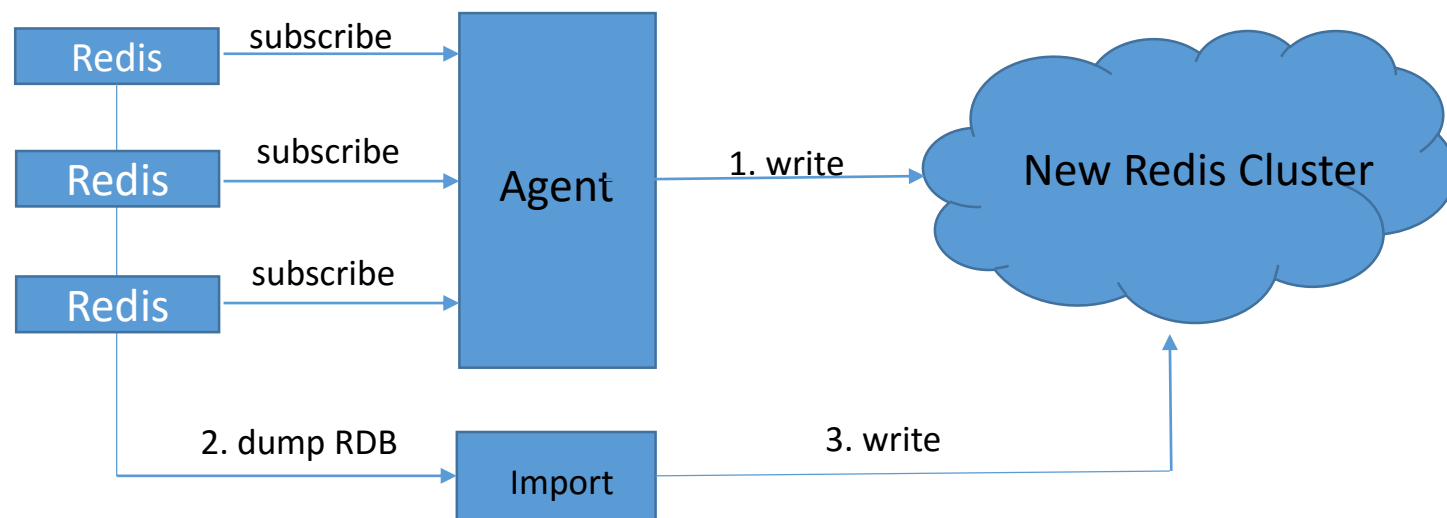 Redis
subscribe
Redis
subscribe
Redis
subscribe
Agent
1. write
New Redis Cluster
2. dump RDB
Import
3. write